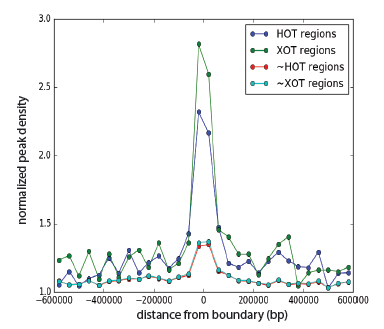 3.0
HOT regions
XOT regions
~HOT regions
~XOT regions
2.5
normalized peak density
2.0
1.5
1.0
−600000 −400000 −200000 0 200000 400000 600000
distance from boundary (bp)